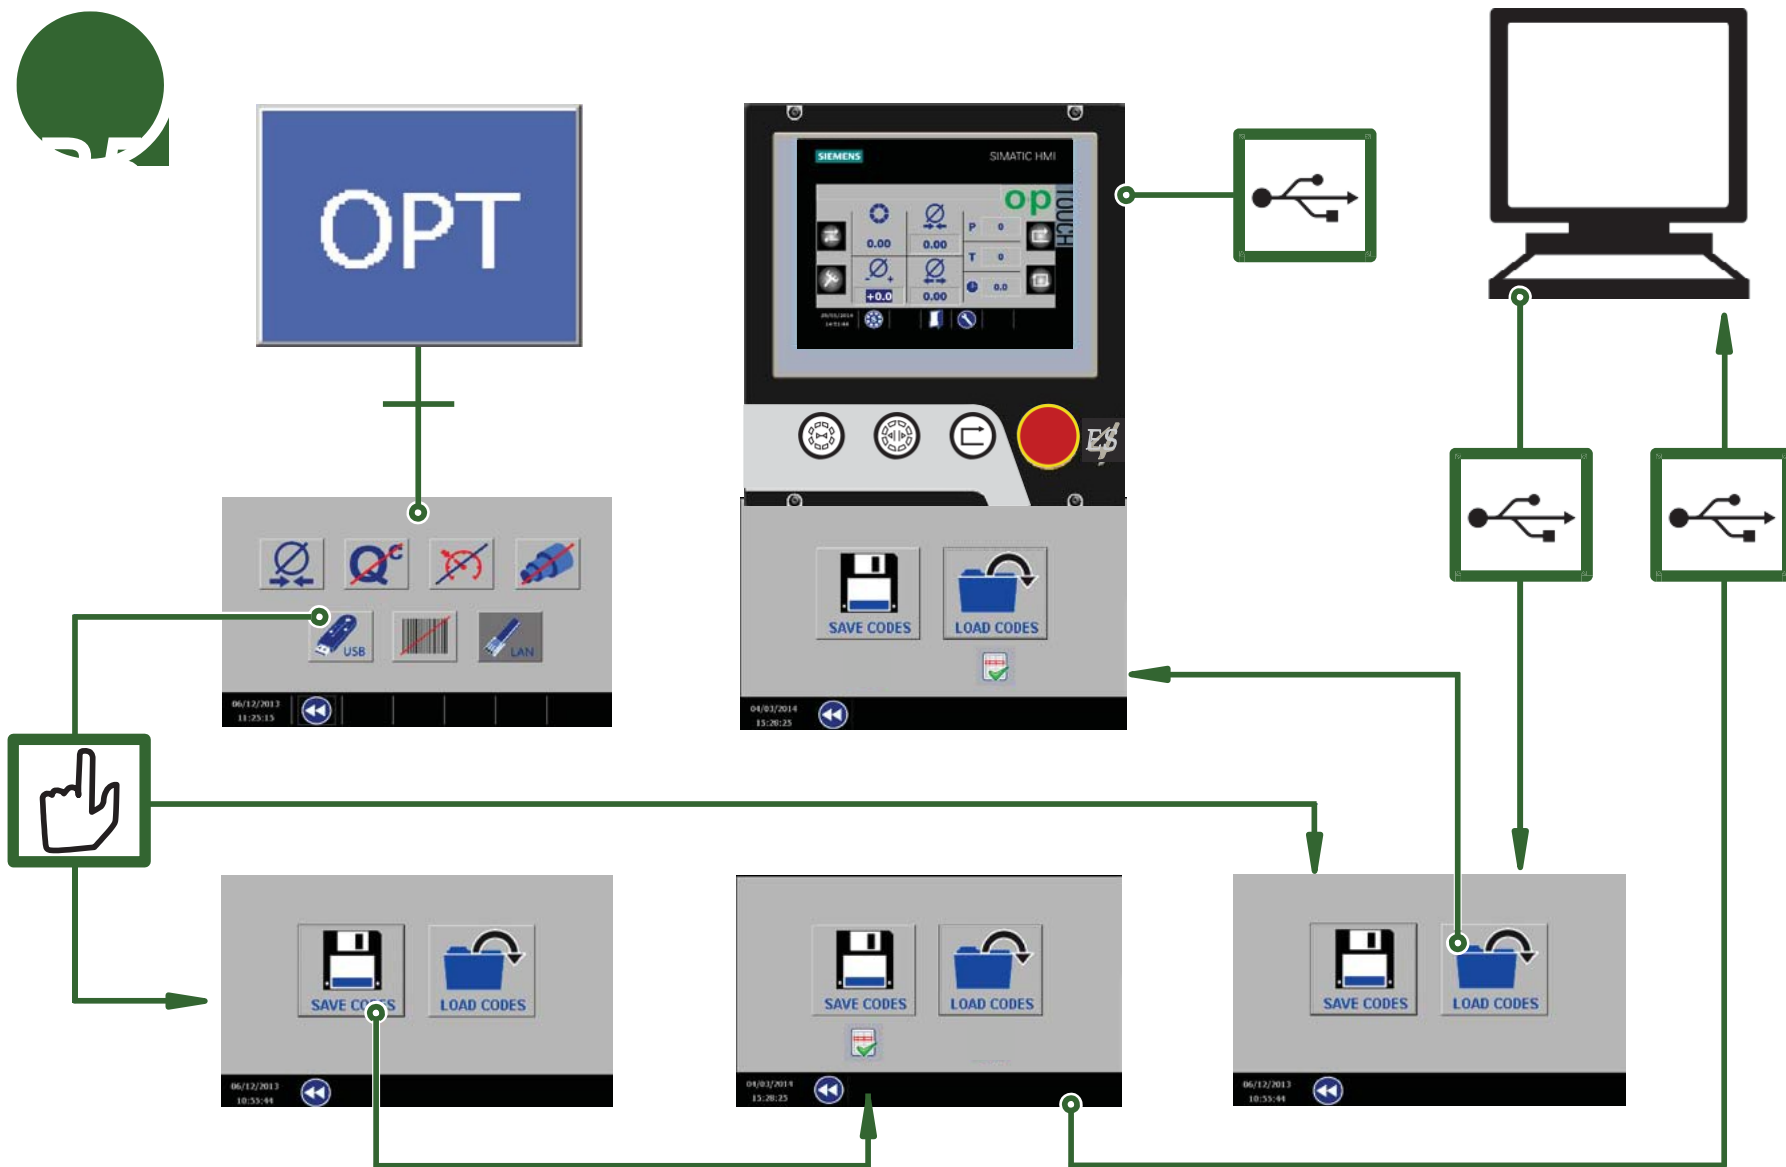 OPT
SIEMENS
SIMATIC HMI
op
TOUCH
0.00
0.00
P 0
T 0
+0.0
0.00
0.0
ES
Q c
USB
LAN
06/12/2013
11:25:15
SAVE CODES
LOAD CODES
04/03/2014
15:28:25
SAVE CODES
LOAD CODES
06/12/2013
10:55:44
SAVE CODES
LOAD CODES
04/03/2014
15:28:25
SAVE CODES
LOAD CODES
06/12/2013
10:55:44